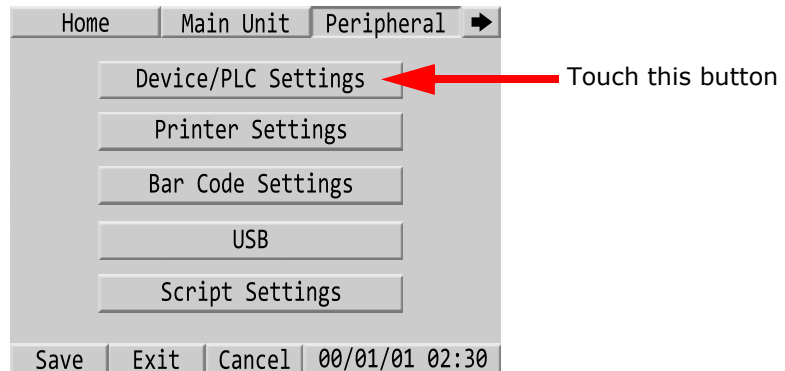 Home Main Unit Peripheral
Device/PLC Settings
Touch this button
Printer Settings
Bar Code Settings
USB
Script Settings
Save Exit Cancel 00/01/01 02:30